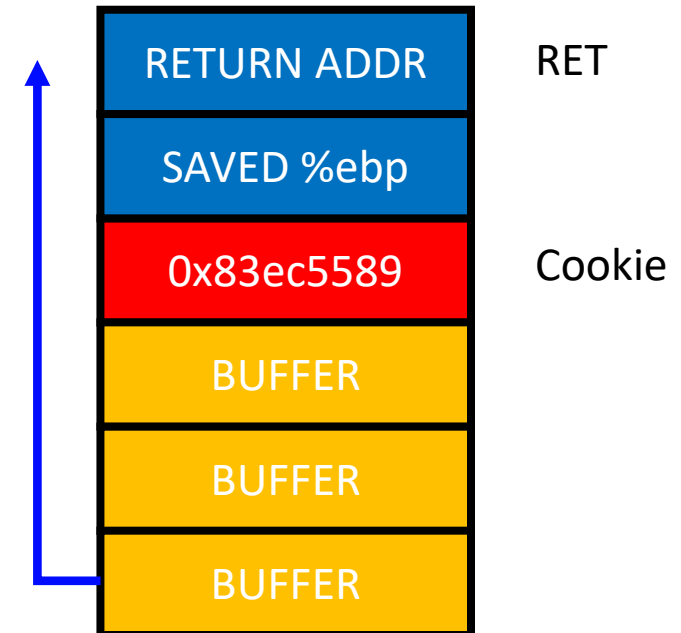 RETURN ADDR RET
SAVED %ebp
0x83ec5589 Cookie
BUFFER
BUFFER
BUFFER